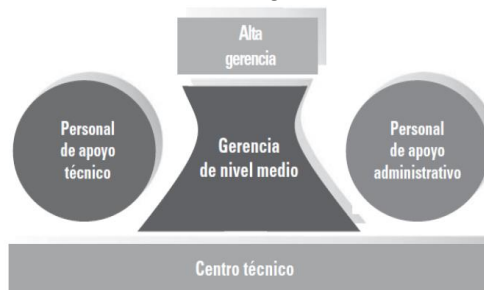 Alta
gerencia
Personal
de apoyo
técnico
Gerencia
de nivel medio
Personal
de apoyo
administrativo
Centro técnico